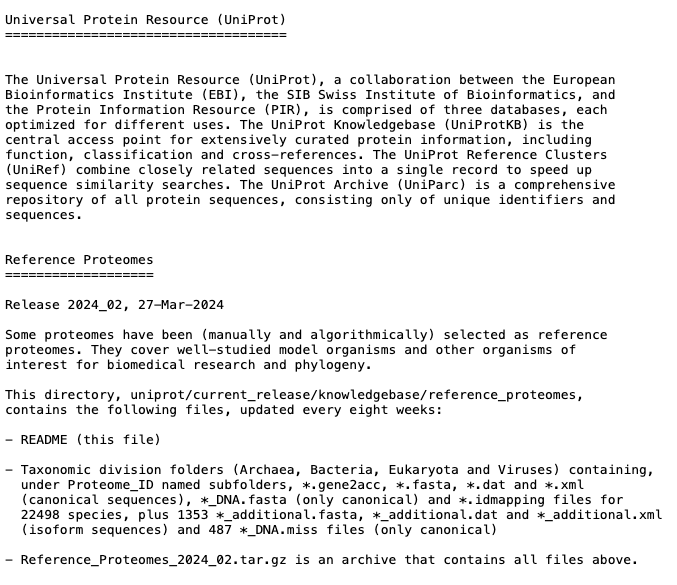 Universal Protein Resource (UniProt)
====================================
The Universal Protein Resource (UniProt), a collaboration between the European
Bioinformatics Institute (EBI), the SIB Swiss Institute of Bioinformatics, and
the Protein Information Resource (PIR), is comprised of three databases, each
optimized for different uses. The UniProt Knowledgebase (UniProtKB) is the
central access point for extensively curated protein information, including
function, classification and cross-references. The UniProt Reference Clusters
(UniRef) combine closely related sequences into a single record to speed up
sequence similarity searches. The UniProt Archive (UniParc) is a comprehensive
repository of all protein sequences, consisting only of unique identifiers and
sequences.
Reference Proteomes
===================
Release 2024_02, 27-Mar-2024
Some proteomes have been (manually and algorithmically) selected as reference
proteomes. They cover well-studied model organisms and other organisms of
interest for biomedical research and phylogeny.
This directory, uniprot/current_release/knowledgebase/reference_proteomes,
contains the following files, updated every eight weeks:
- README (this file)
- Taxonomic division folders (Archaea, Bacteria, Eukaryota and Viruses) containing,
under Proteome_ID named subfolders, *.gene2acc, *.fasta, *.dat and *.xml
(canonical sequences), *_DNA.fasta (only canonical) and *.idmapping files for
22498 species, plus 1353 *_additional.fasta, *_additional.dat and *_additional.xml
(isoform sequences) and 487 *_DNA.miss files (only canonical)
- Reference_Proteomes_2024_02.tar.gz is an archive that contains all files above.